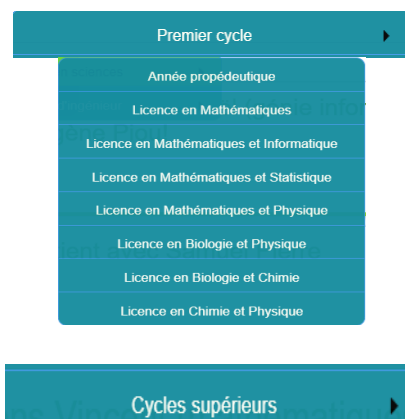 Premier cycle
Année propédeutique
Licence en Mathématiques
Licence en Mathématiques et Informatique
Licence en Mathématiques et Statistique
Licence en Mathématiques et Physique
Licence en Biologie et Physique
Licence en Biologie et Chimie
Licence en Chimie et Physique
Cycles supérieurs